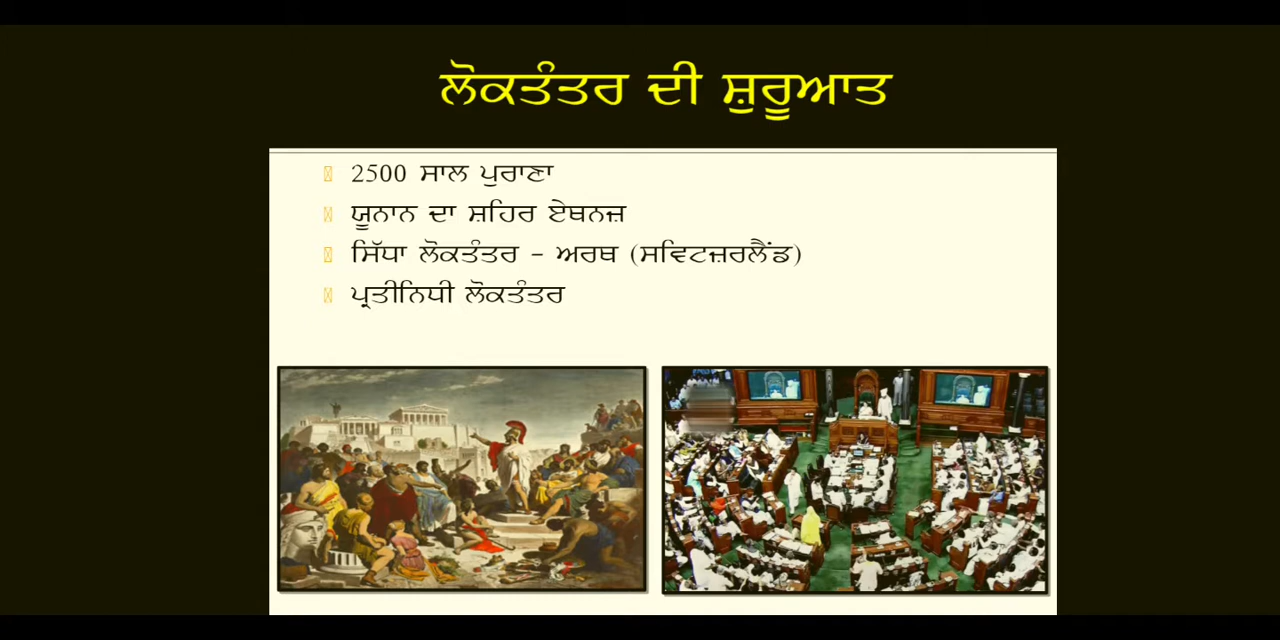 ਲੋਕਤੰਤਰ ਦੀ ਸ਼ੁਰੂਆਤ
2500 ਸਾਲ ਪੁਰਾਣਾ
ਯੂਨਾਨ ਦਾ ਸ਼ਹਿਰ ਏਥਨਜ਼
ਸਿੱਧਾ ਲੋਕਤੰਤਰ - ਅਰਥ (ਸਵਿਟਜ਼ਰਲੈਂਡ)
ਪ੍ਰਤੀਨਿਧੀ ਲੋਕਤੰਤਰ